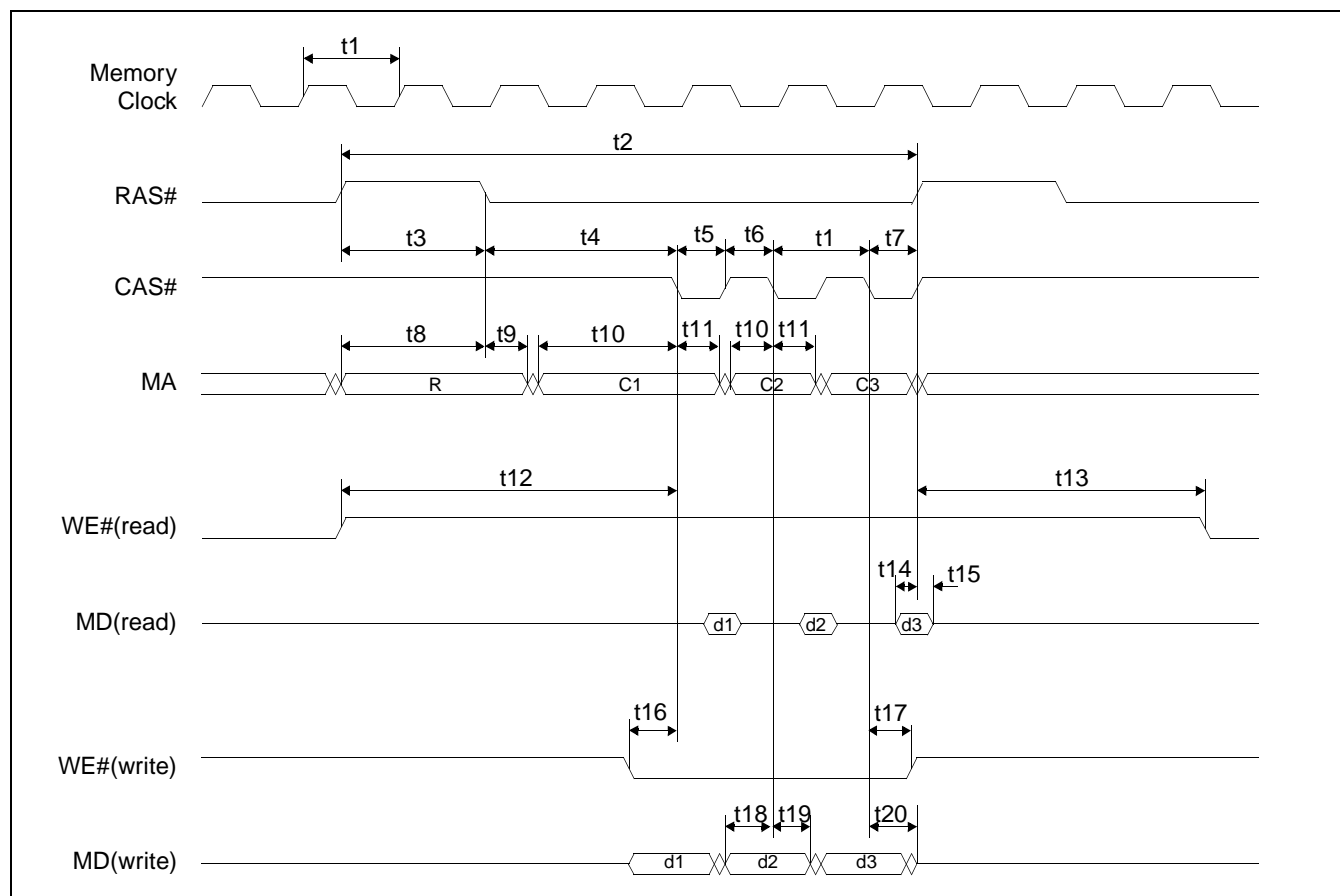 t1
Memory
Clock
t2
RAS#
t3 t4 t5 t6 t1 t7
CAS#
t8 t9 t10 t11 t10 t11
MA R C1 C2 C3
t12 t13
WE#(read)
t14 t15
MD(read) d1 d2 d3
t16 t17
WE#(write)
t18 t19 t20
MD(write) d1 d2 d3